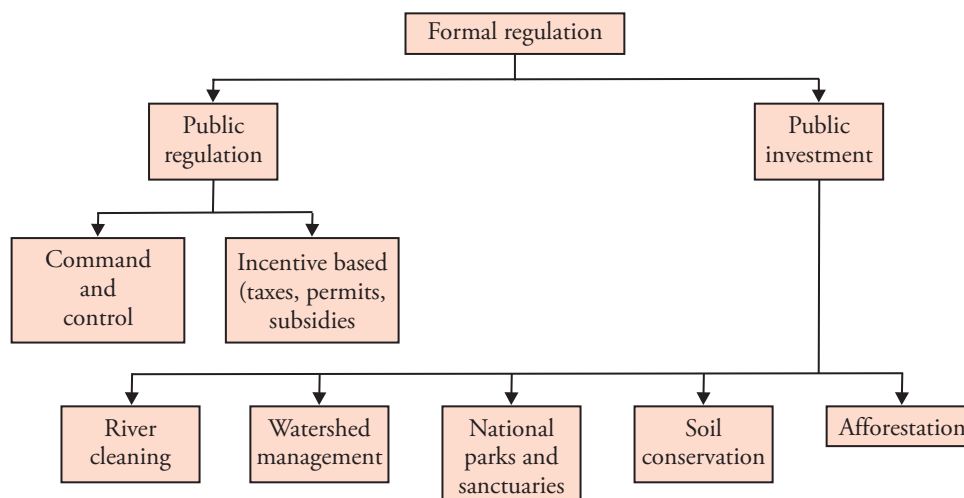 Formal regulation
Public
regulation
Public
investment
Command
and
control
Incentive based
(taxes, permits,
subsidies
River
cleaning
Watershed
management
National
parks and
sanctuaries
Soil
conservation
Afforestation